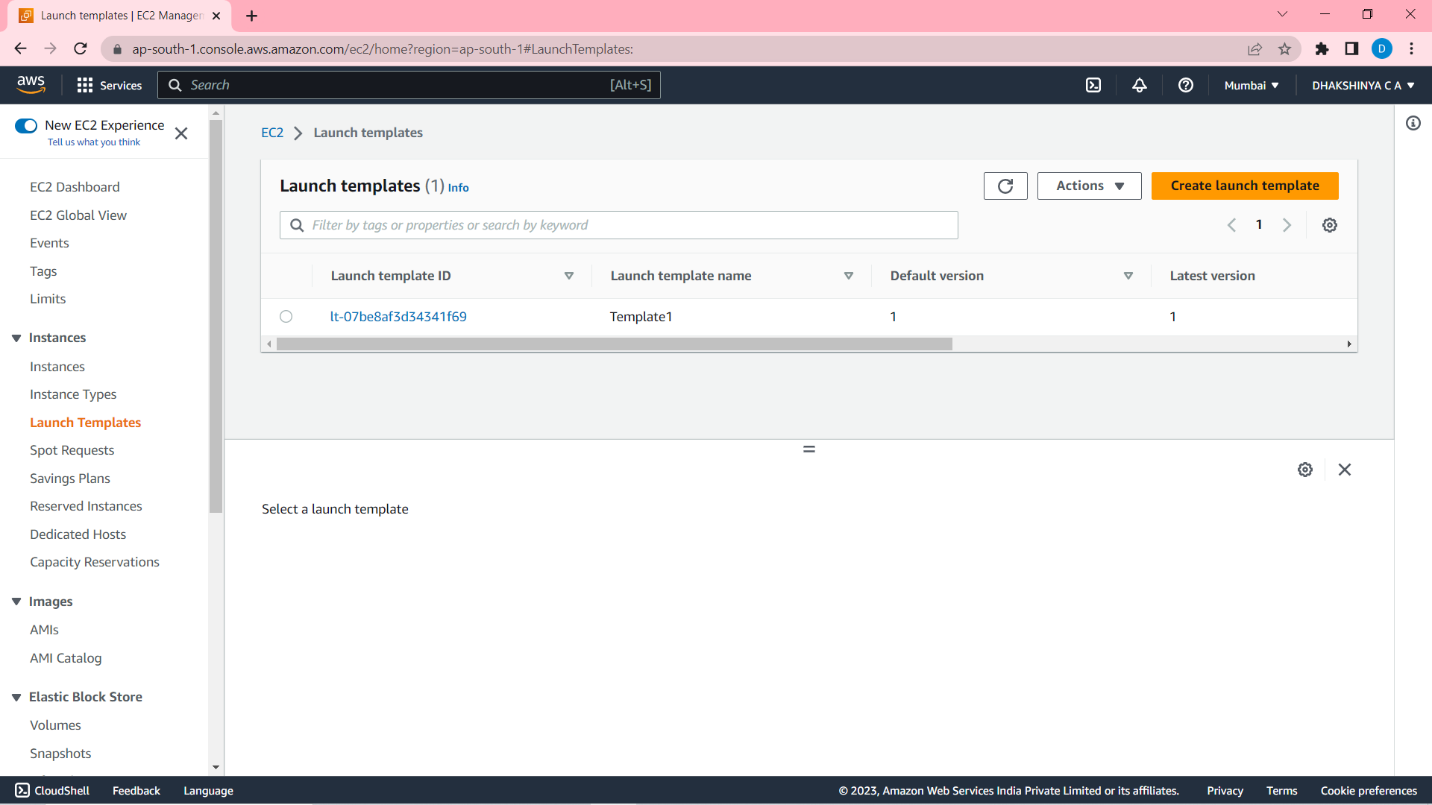 Launch templates | EC2 Manager
ap-south-1.console.aws.amazon.com/ec2/home?region=ap-south-1#LaunchTemplates:
D
aws
Services
Search
[Alt+S]
Mumbai
DHAKSHINYA C A
New EC2 Experience
Tell us what you think
EC2 Dashboard
EC2 Global View
Events
Tags
Limits
Instances
Instances
Instance Types
Launch Templates
Spot Requests
Savings Plans
Reserved Instances
Dedicated Hosts
Capacity Reservations
Images
AMIs
AMI Catalog
Elastic Block Store
Volumes
Snapshots
EC2 > Launch templates
Launch templates (1) Info
Actions
Create launch template
Filter by tags or properties or search by keyword
1
Launch template ID
Launch template name
Default version
Latest version
lt-07be8af3d34341f69
Template1
1
1
Select a launch template
CloudShell
Feedback
Language
© 2023, Amazon Web Services India Private Limited or its affiliates.
Privacy
Terms
Cookie preferences